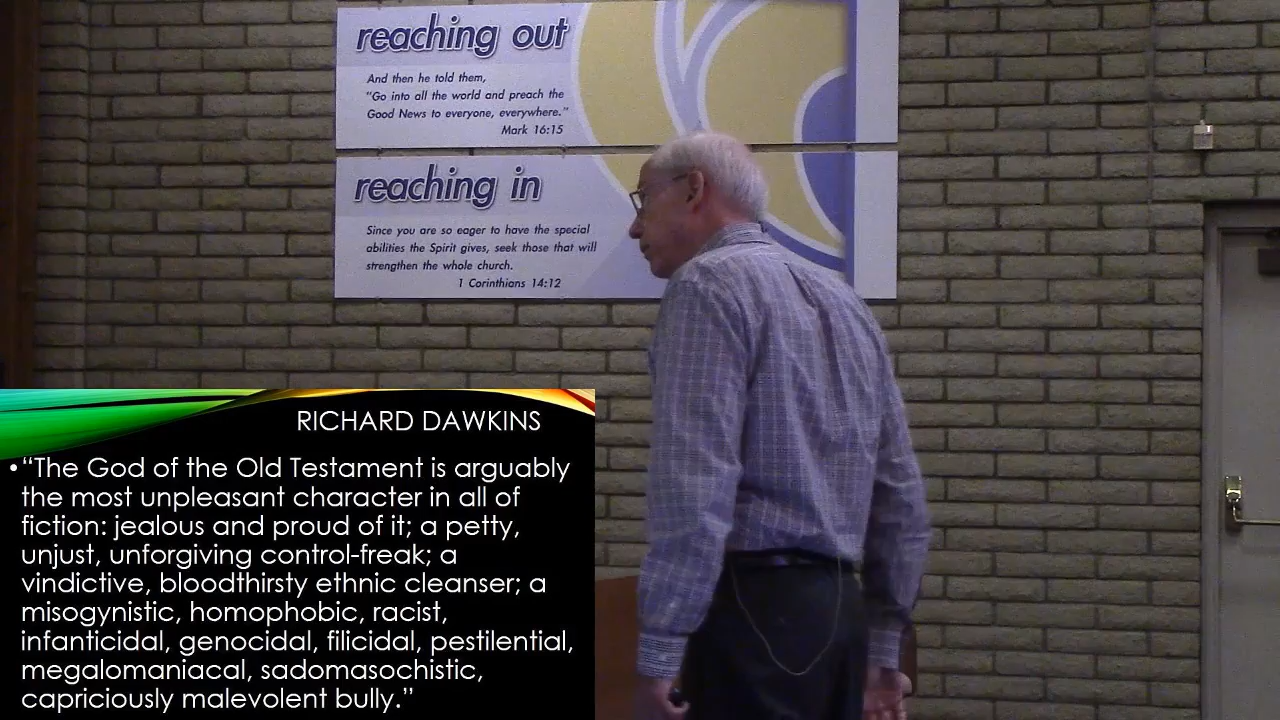 reaching out
And then he told them,
“Go into all the world and preach the
Good News to everyone, everywhere.”
Mark 16:15
reaching in
Since you are so eager to have the special
abilities the Spirit gives, seek those that will
strengthen the whole church.
1 Corinthians 14:12
RICHARD DAWKINS
•“The God of the Old Testament is arguably
the most unpleasant character in all of
fiction: jealous and proud of it; a petty,
unjust, unforgiving control-freak; a
vindictive, bloodthirsty ethnic cleanser; a
misogynistic, homophobic, racist,
infanticidal, genocidal, filicidal, pestilential,
megalomaniacal, sadomasochistic,
capriciously malevolent bully.”